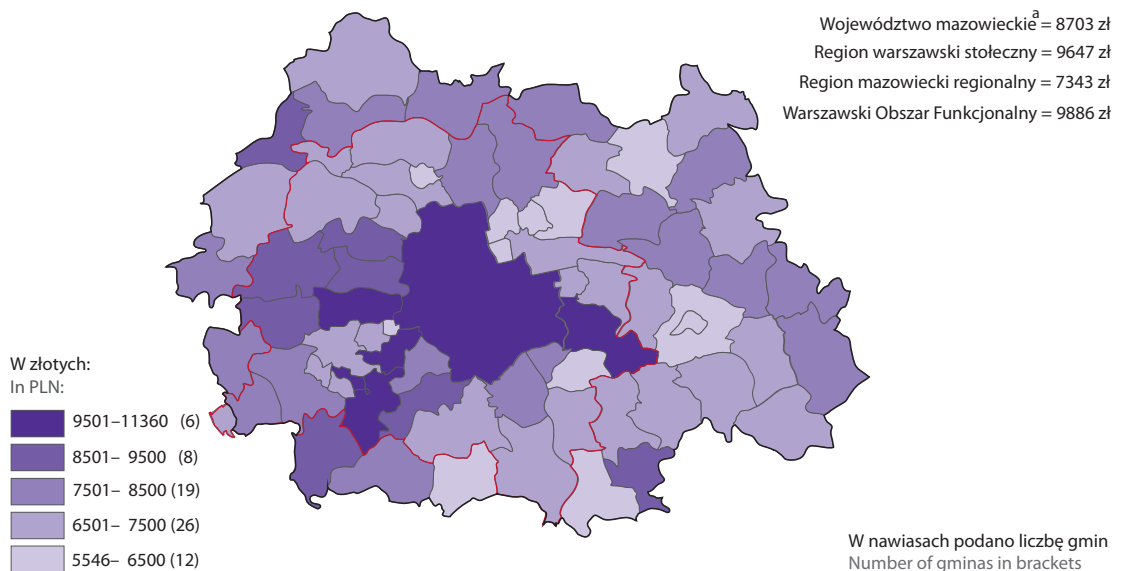 Województwo mazowieckieᵃ = 8703 zł
Region warszawski stołeczny = 9647 zł
Region mazowiecki regionalny = 7343 zł
Warszawski Obszar Funkcjonalny = 9886 zł
W złotych:
In PLN:
9501–11360 (6)
8501– 9500 (8)
7501– 8500 (19)
6501– 7500 (26)
5546– 6500 (12)
W nawiasach podano liczbę gmin
Number of gminas in brackets